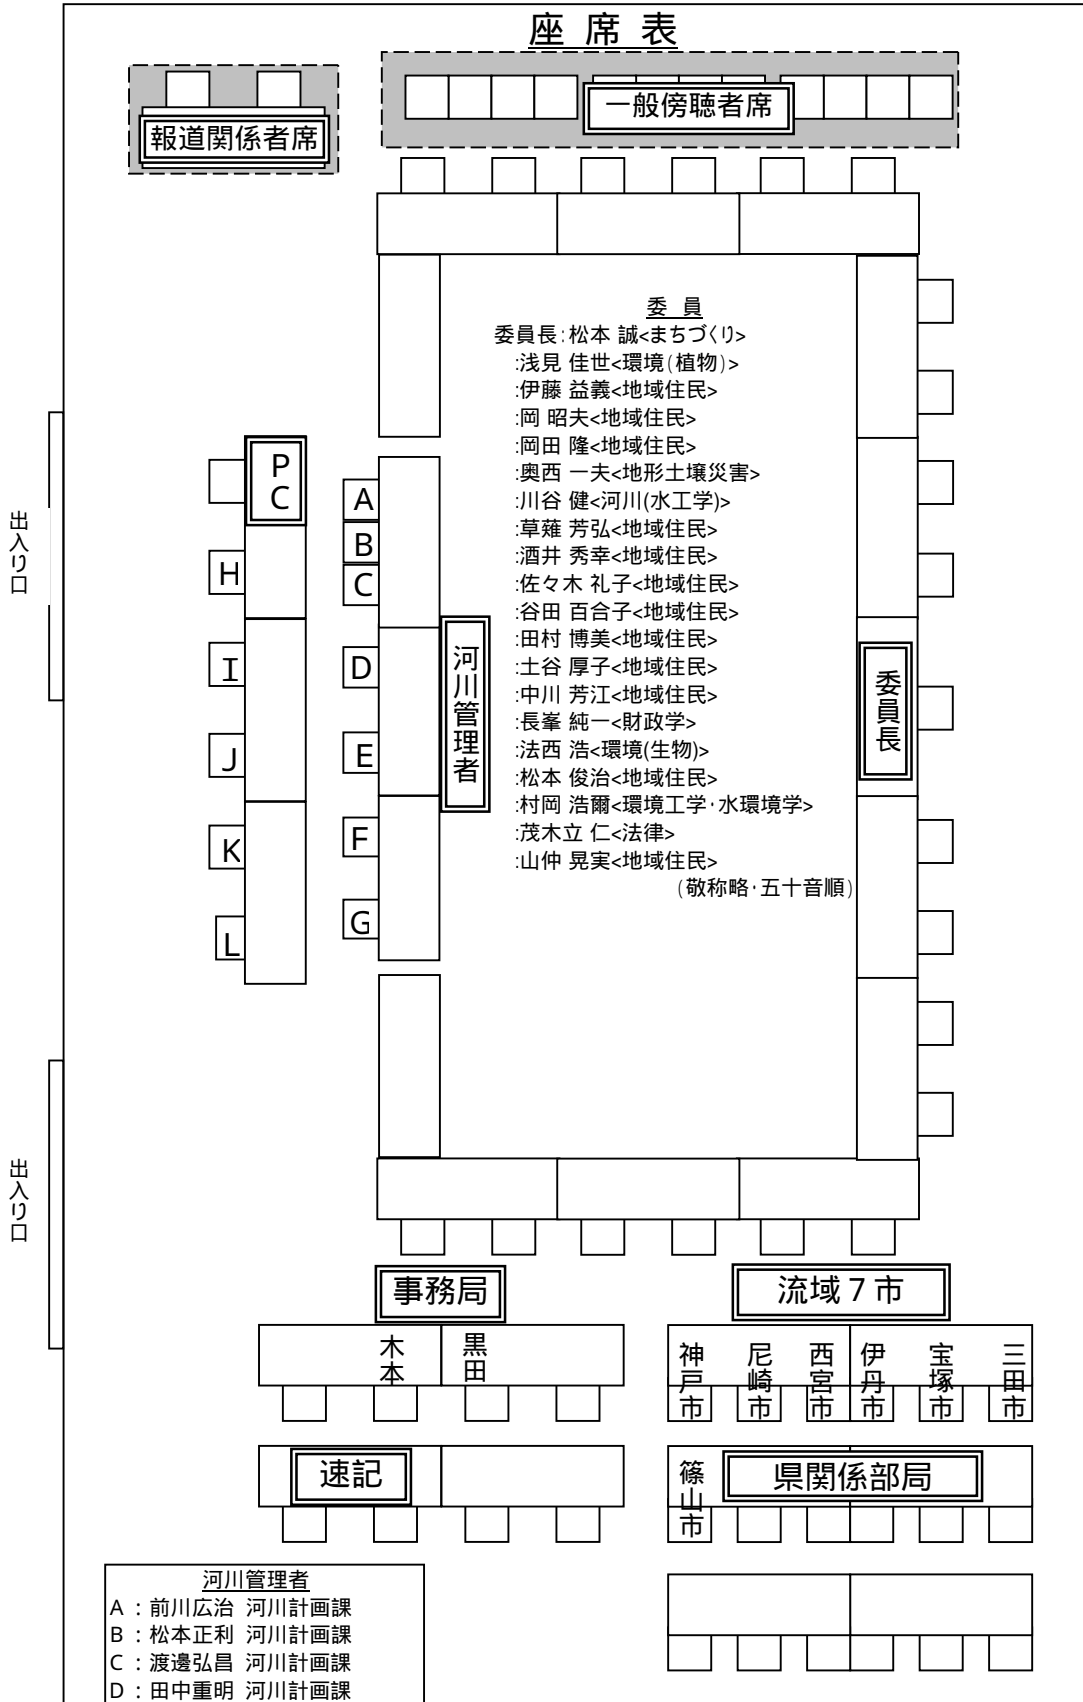 座 席 表
報道関係者席
一般傍聴者席
委 員
委員長:松本 誠<まちづくり>
:浅見 佳世<環境(植物)>
:伊藤 益義<地域住民>
:岡 昭夫<地域住民>
:岡田 隆<地域住民>
:奥西 一夫<地形土壌災害>
:川谷 健<河川(水工学)>
:草薙 芳弘<地域住民>
:酒井 秀幸<地域住民>
:佐々木 礼子<地域住民>
:谷田 百合子<地域住民>
:田村 博美<地域住民>
:土谷 厚子<地域住民>
:中川 芳江<地域住民>
:長峯 純一<財政学>
:法西 浩<環境(生物)>
:松本 俊治<地域住民>
:村岡 浩爾<環境工学・水環境学>
:茂木立 仁<法律>
:山仲 晃実<地域住民>
(敬称略・五十音順)
出入り口
出入り口
PC
H
I
J
K
L
A
B
C
D
E
F
G
河川管理者
委員長
事務局
木本
黒田
速記
流域7市
神戸市
尼崎市
西宮市
伊丹市
宝塚市
三田市
篠山市
県関係部局
河川管理者
A:前川広治 河川計画課
B:松本正利 河川計画課
C:渡邊弘昌 河川計画課
D:田中重明 河川計画課